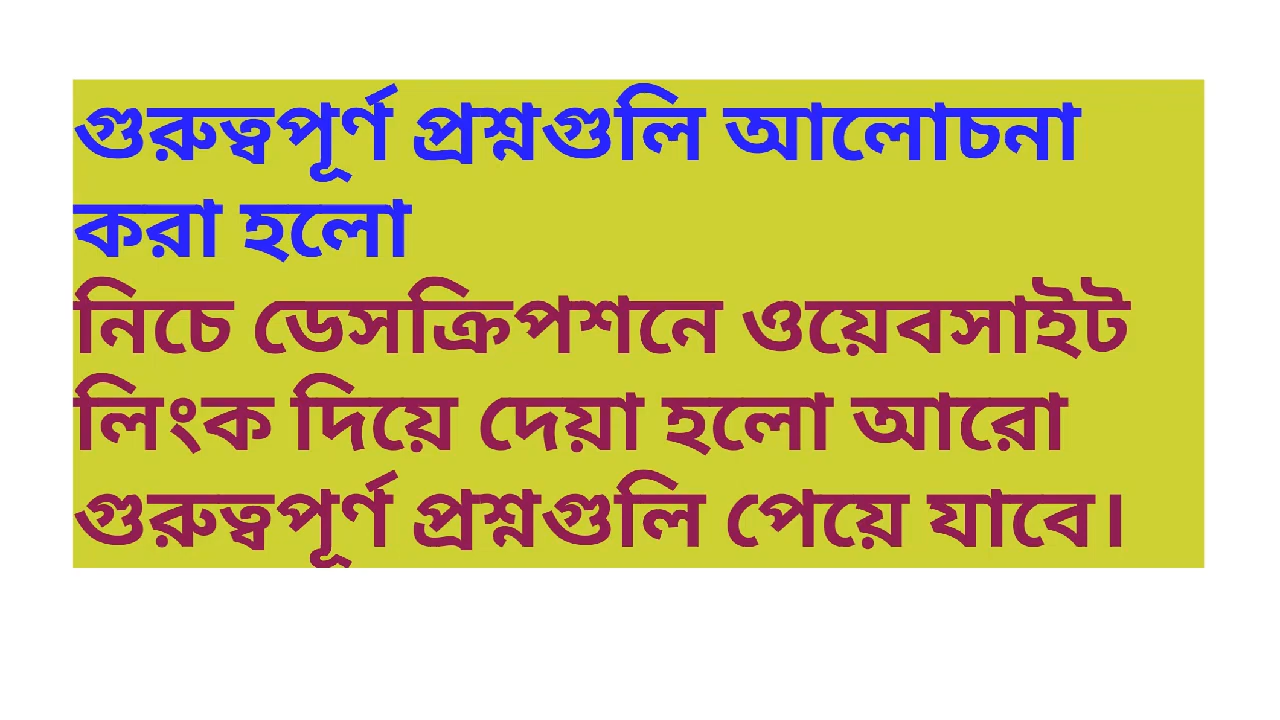 গুরুত্বপূর্ণ প্রশ্নগুলি আলোচনা
করা হলো
নিচে ডেসক্রিপশনে ওয়েবসাইট
লিংক দিয়ে দেয়া হলো আরো
গুরুত্বপূর্ণ প্রশ্নগুলি পেয়ে যাবে।